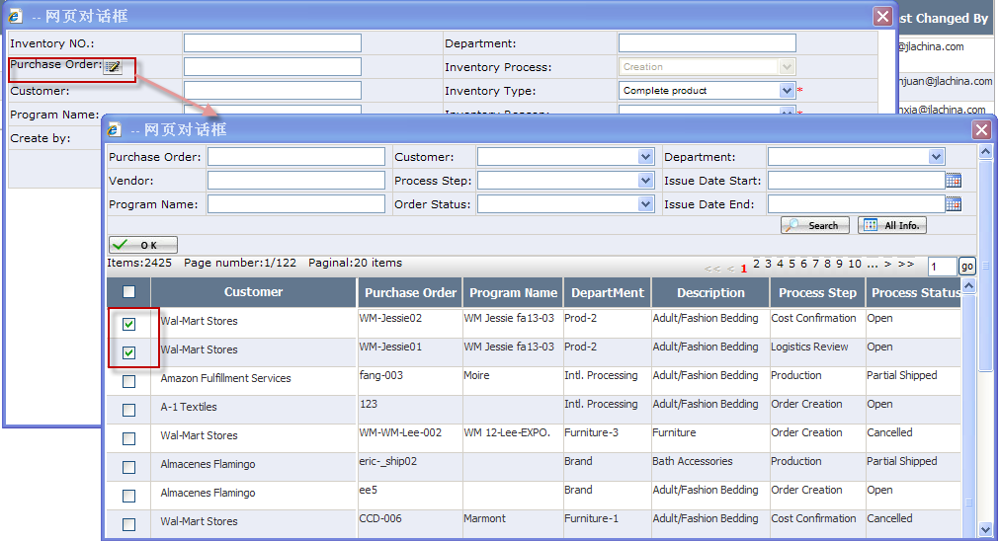 -- 网页对话框
ast Changed By
Inventory NO.:
Department:
@jlachina.com
Purchase Order:
Inventory Process:
Creation
njuan@jlachina.com
Customer:
Inventory Type:
Complete product
*
nxia@jlachina.com
Program Name:
*
Create by:
-- 网页对话框
Purchase Order:
Customer:
Department:
Vendor:
Process Step:
Issue Date Start:
Program Name:
Order Status:
Issue Date End:
Search
All Info.
O K
Items:2425 Page number:1/122 Paginal:20 items
<< < 1 2 3 4 5 6 7 8 9 10 ... > >> 1 go
Customer Purchase Order Program Name DepartMent Description Process Step Process Status
Wal-Mart Stores WM-Jessie02 WM Jessie fa13-03 Prod-2 Adult/Fashion Bedding Cost Confirmation Open
Wal-Mart Stores WM-Jessie01 WM Jessie fa13-03 Prod-2 Adult/Fashion Bedding Logistics Review Open
Amazon Fulfillment Services fang-003 Moire Intl. Processing Adult/Fashion Bedding Production Partial Shipped
A-1 Textiles 123 Intl. Processing Adult/Fashion Bedding Order Creation Open
Wal-Mart Stores WM-WM-Lee-002 WM 12-Lee-EXPO. Furniture-3 Furniture Order Creation Cancelled
Almacenes Flamingo eric-_ship02 Brand Bath Accessories Production Partial Shipped
Almacenes Flamingo ee5 Brand Adult/Fashion Bedding Order Creation Open
Wal-Mart Stores CCD-006 Marmont Furniture-1 Adult/Fashion Bedding Cost Confirmation Cancelled